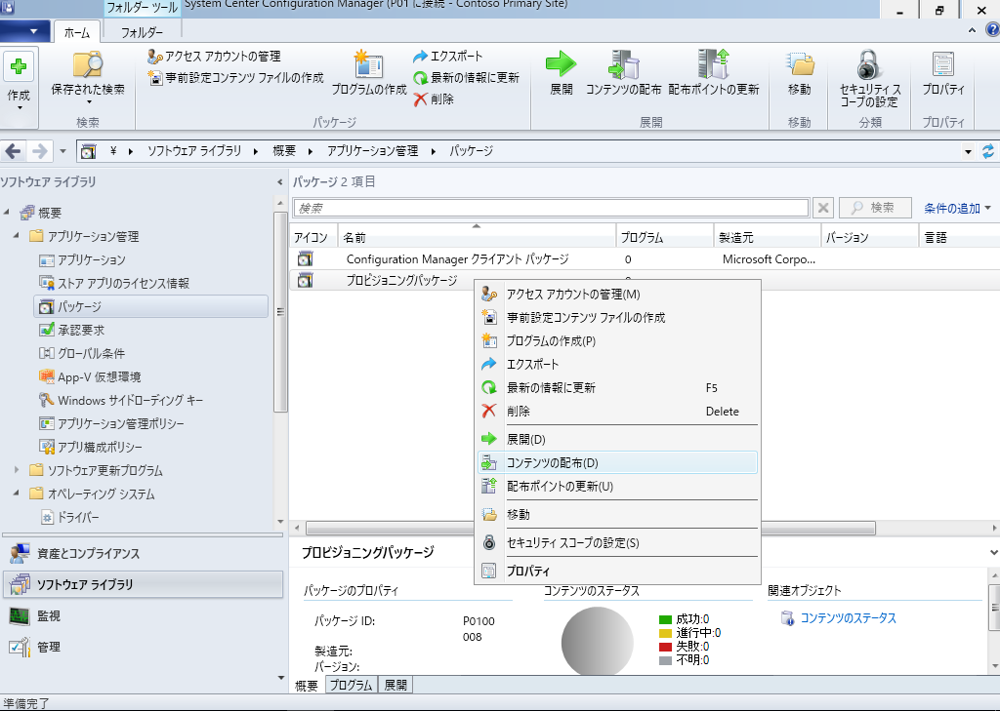 フォルダー ツール
System Center Configuration Manager (P01 に接続 - Contoso Primary Site)
ホーム
フォルダー
作成
保存された検索
検索
アクセス アカウントの管理
事前設定コンテンツ ファイルの作成
プログラムの作成
エクスポート
最新の情報に更新
削除
パッケージ
展開
コンテンツの配布
配布ポイントの更新
展開
移動
移動
セキュリティ ス
コープの設定
分類
プロパティ
プロパティ
¥ ソフトウェア ライブラリ 概要 アプリケーション管理 パッケージ
ソフトウェア ライブラリ
概要
アプリケーション管理
アプリケーション
ストア アプリのライセンス情報
パッケージ
承認要求
グローバル条件
App-V 仮想環境
Windows サイドローディング キー
アプリケーション管理ポリシー
アプリ構成ポリシー
ソフトウェア更新プログラム
オペレーティング システム
ドライバー
資産とコンプライアンス
ソフトウェア ライブラリ
監視
管理
パッケージ 2 項目
検索
検索
条件の追加
アイコン 名前 プログラム 製造元 バージョン 言語
Configuration Manager クライアント パッケージ 0 Microsoft Corpo...
プロビジョニングパッケージ
アクセス アカウントの管理(M)
事前設定コンテンツ ファイルの作成
プログラムの作成(P)
エクスポート
最新の情報に更新 F5
削除 Delete
展開(D)
コンテンツの配布(D)
配布ポイントの更新(U)
移動
セキュリティ スコープの設定(S)
プロパティ
プロビジョニングパッケージ
パッケージのプロパティ
パッケージ ID: P0100
008
製造元:
バージョン:
コンテンツのステータス
成功:0
進行中:0
失敗:0
不明:0
関連オブジェクト
コンテンツのステータス
概要 プログラム 展開
準備完了